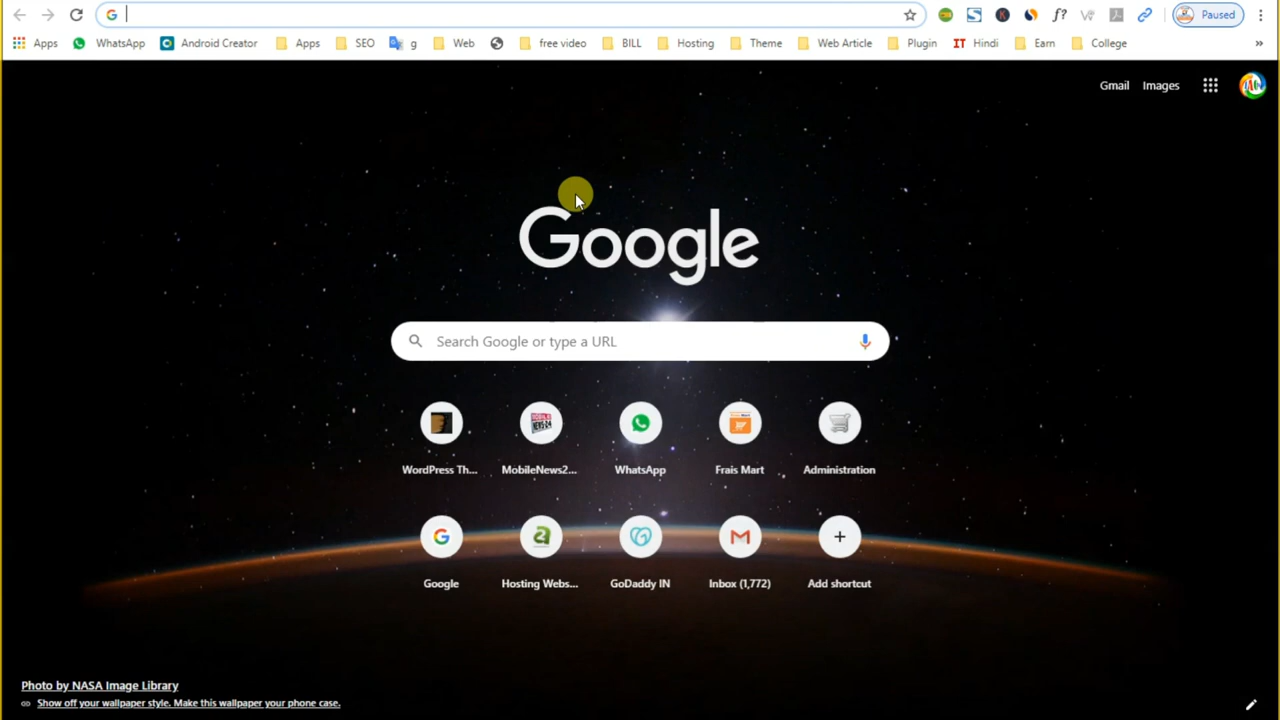 Paused
Apps WhatsApp Android Creator Apps SEO g Web free video BILL Hosting Theme Web Article Plugin IT Hindi Earn College »
Gmail Images
Google
Search Google or type a URL
WordPress Th... MobileNews2... WhatsApp Frais Mart Administration
Google Hosting Webs... GoDaddy IN Inbox (1,772) Add shortcut
Photo by NASA Image Library
Show off your wallpaper style. Make this wallpaper your phone case.